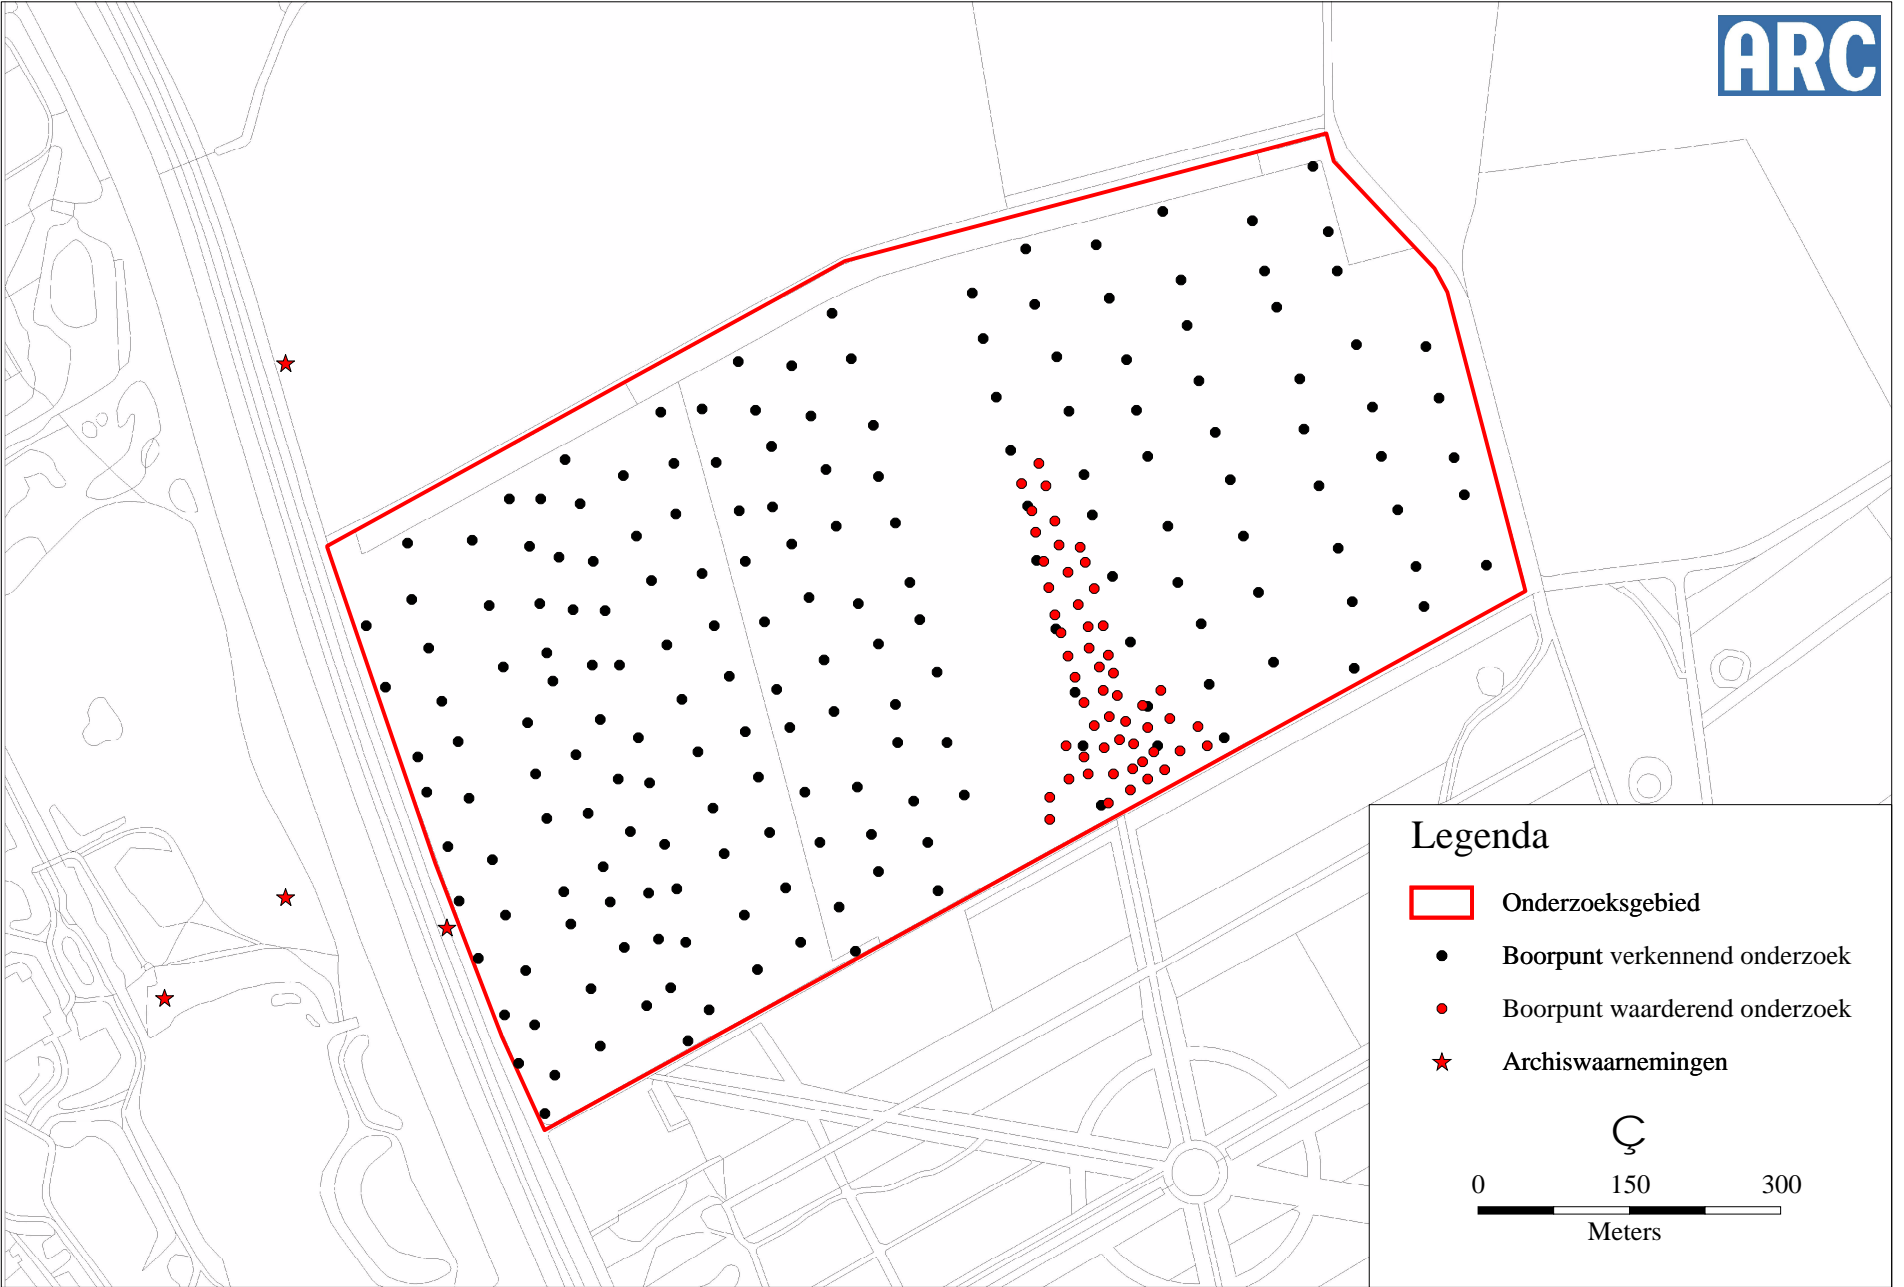 ARC
Legenda
Onderzoeksgebied
Boorpunt verkennend onderzoek
Boorpunt waarderend onderzoek
Archiswaarnemingen
Ç
0 150 300
Meters